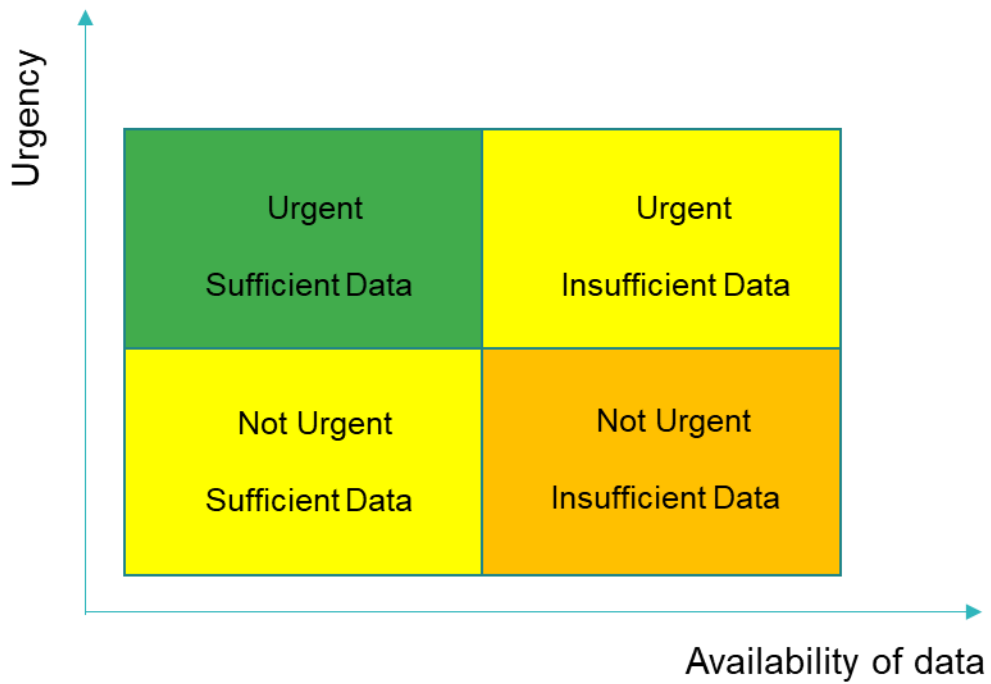 Urgency
Urgent
Sufficient Data
Urgent
Insufficient Data
Not Urgent
Sufficient Data
Not Urgent
Insufficient Data
Availability of data